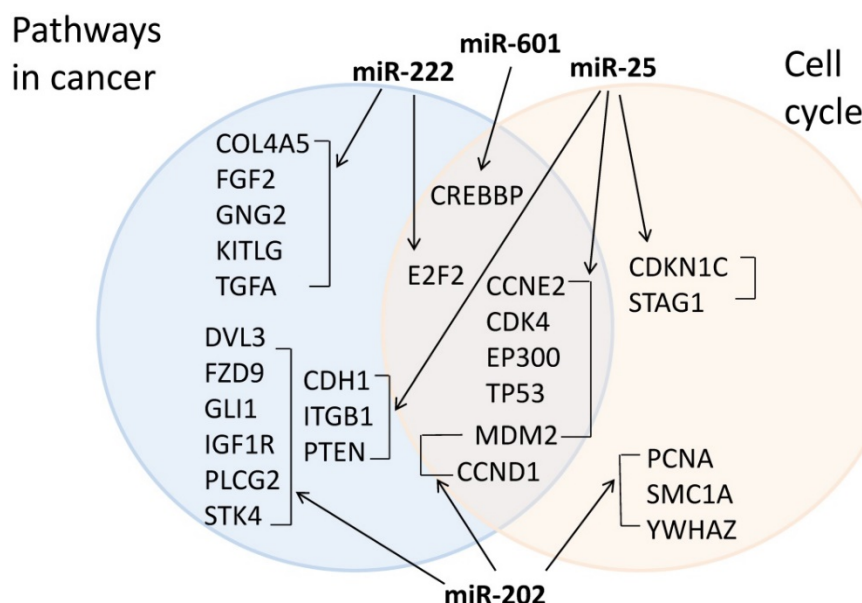 Pathways
in cancer
miR-601
miR-222
miR-25
Cell
cycle
COL4A5
FGF2
GNG2
KITLG
TGFA
CREBBP
E2F2
CCNE2
CDK4
EP300
TP53
MDM2
CCND1
CDKN1C
STAG1
DVL3
FZD9
GLI1
IGF1R
PLCG2
STK4
CDH1
ITGB1
PTEN
PCNA
SMC1A
YWHAZ
miR-202